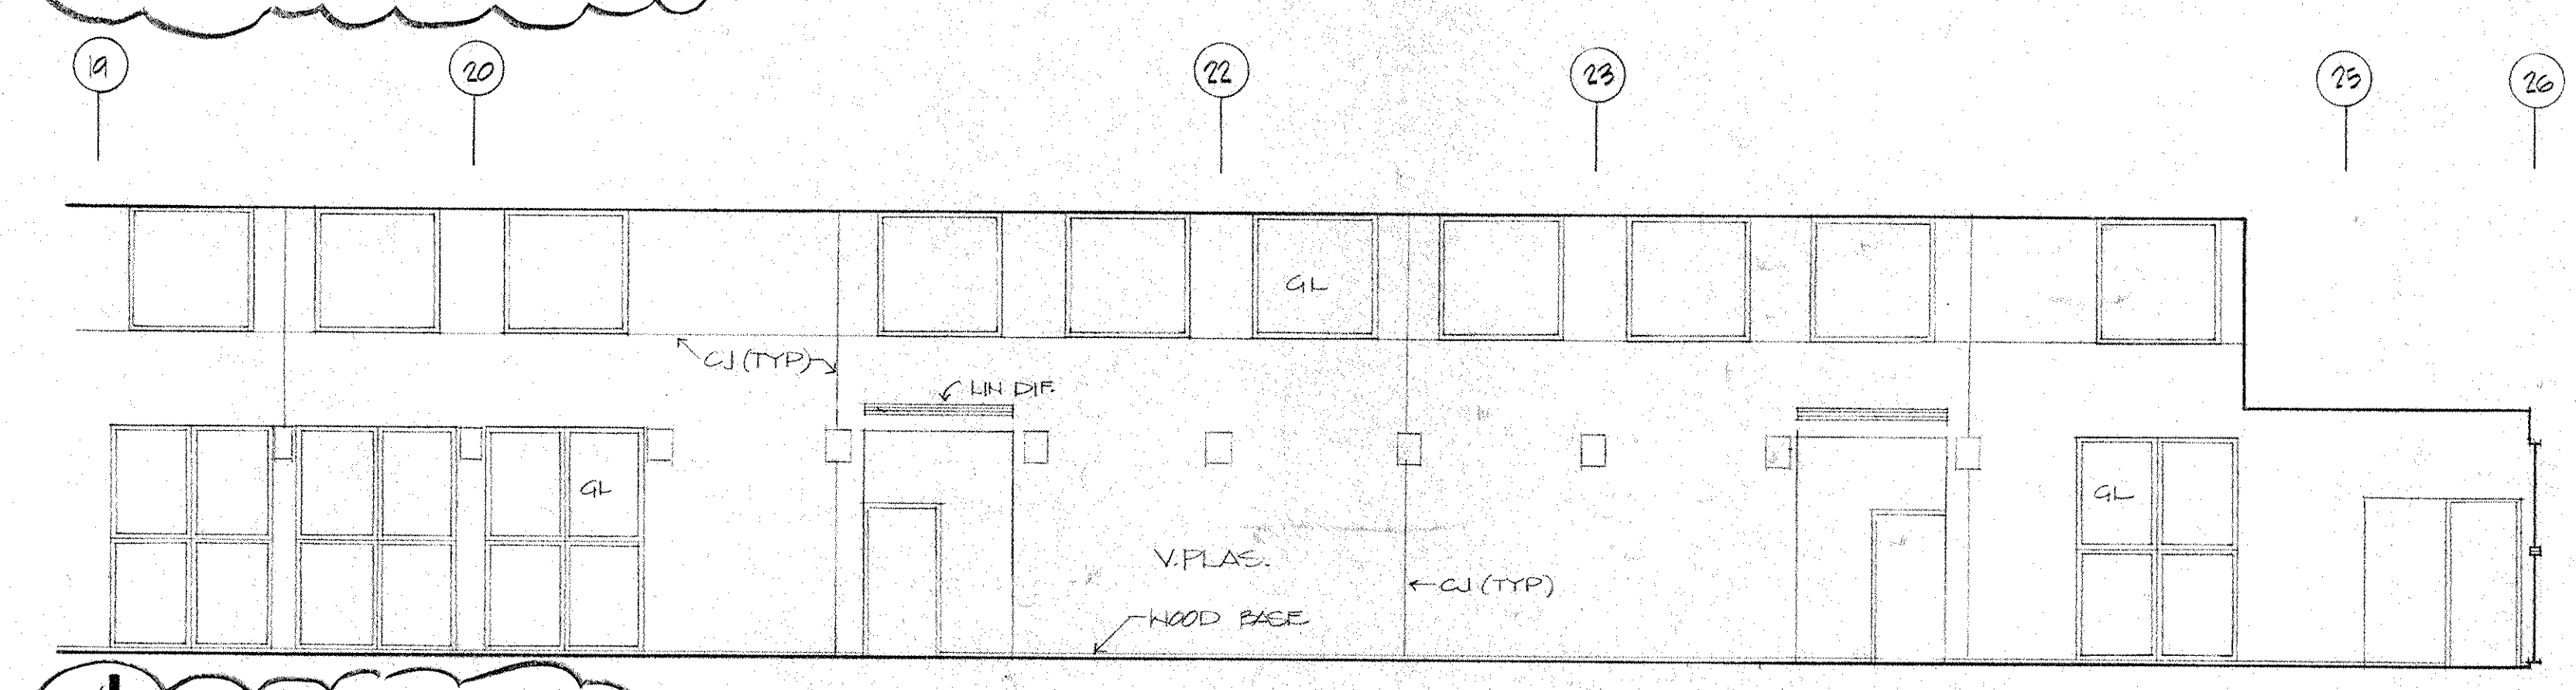 19
20
22
23
25
26
GL
CJ (TYP)
LIN DIF.
GL
GL
V. PLAS.
CJ (TYP)
WOOD BASE